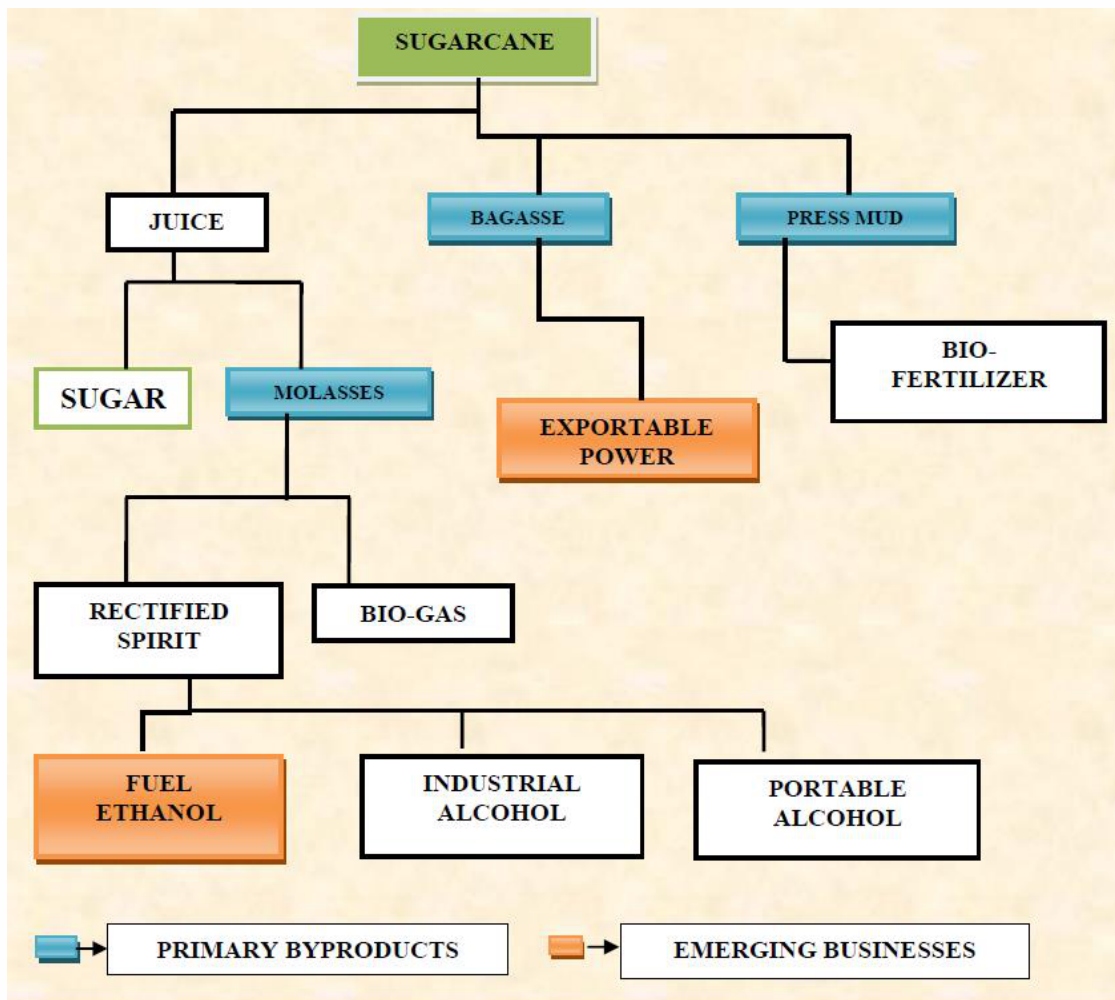 SUGARCANE
JUICE
BAGASSE
PRESS MUD
SUGAR
MOLASSES
EXPORTABLE
POWER
BIO-
FERTILIZER
RECTIFIED
SPIRIT
BIO-GAS
FUEL
ETHANOL
INDUSTRIAL
ALCOHOL
PORTABLE
ALCOHOL
PRIMARY BYPRODUCTS
EMERGING BUSINESSES